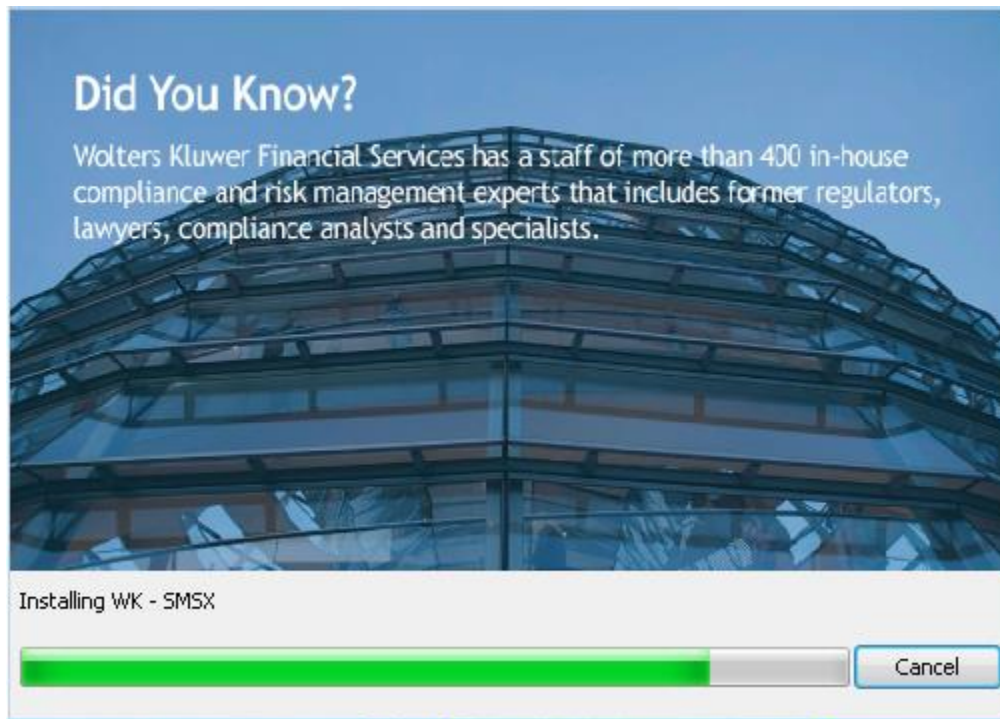 Did You Know?
Wolters Kluwer Financial Services has a staff of more than 400 in-house
compliance and risk management experts that includes former regulators,
lawyers, compliance analysts and specialists.
Installing WK - SMSX
Cancel